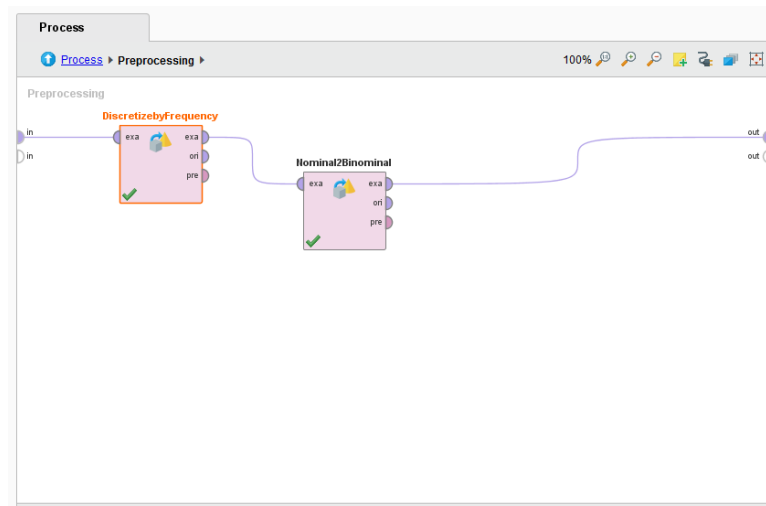 Process
Process ▸ Preprocessing ▸
100%
Preprocessing
DiscretizebyFrequency
in
exa
exa
out
in
ori
out
pre
Nominal2Binominal
exa
exa
ori
pre